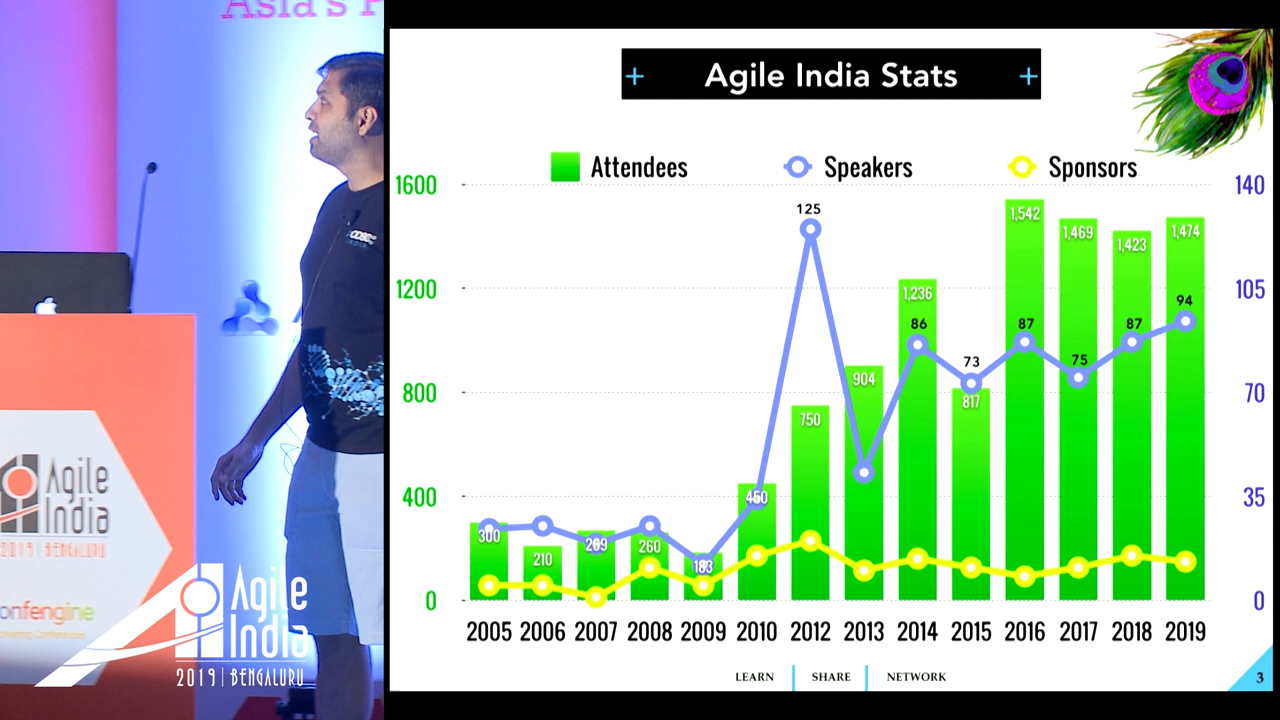 Asia's
Agile
India
2019 | BENGALURU
onfengine
Agile
India
2019 | BENGALURU
+ Agile India Stats +
Attendees Speakers Sponsors
1600 140
1200 105
800 70
400 35
0 0
125
1,542
1,469
1,423
1,474
1,236
94
86
87
75
87
904
73
817
750
450
300
210
269
260
183
2005 2006 2007 2008 2009 2010 2012 2013 2014 2015 2016 2017 2018 2019
LEARN | SHARE | NETWORK
3